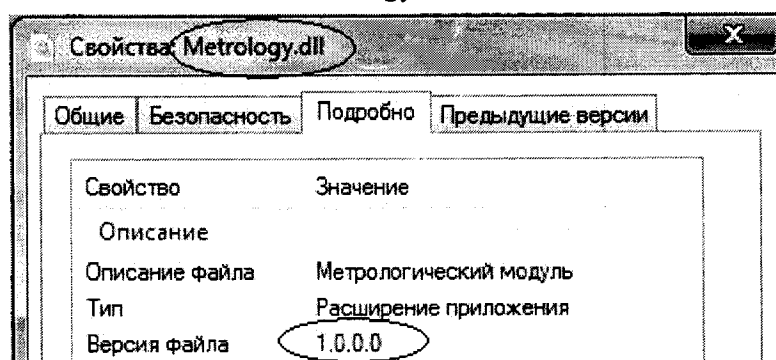 Свойства: Metrology.dll
Общие Безопасность Подробно Предыдущие версии
Свойство Значение
Описание
Описание файла Метрологический модуль
Тип Расширение приложения
Версия файла 1.0.0.0